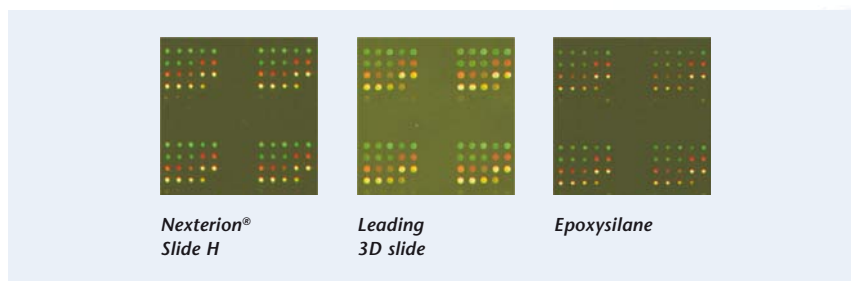 Nexterion®
Slide H
Leading
3D slide
Epoxysilane